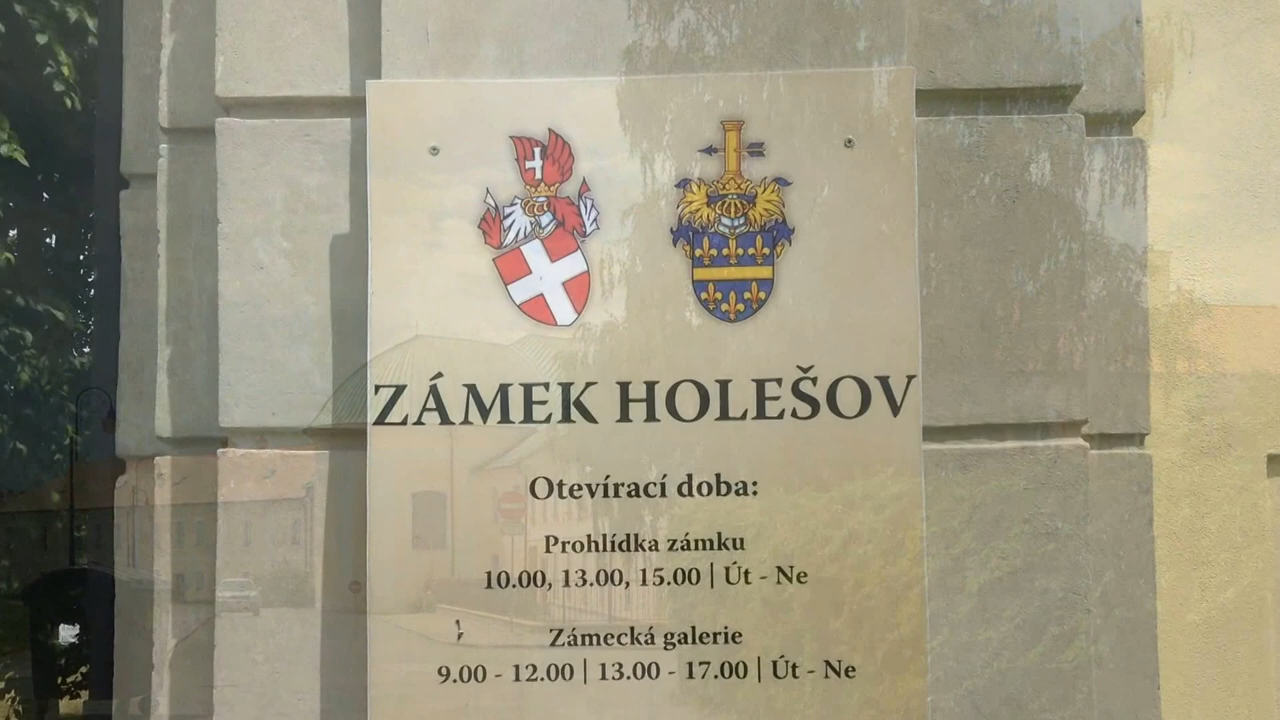 ZÁMEK HOLEŠOV
Otevírací doba:
Prohlídka zámku
10.00, 13.00, 15.00 | Út - Ne
Zámecká galerie
9.00 - 12.00 | 13.00 - 17.00 | Út - Ne